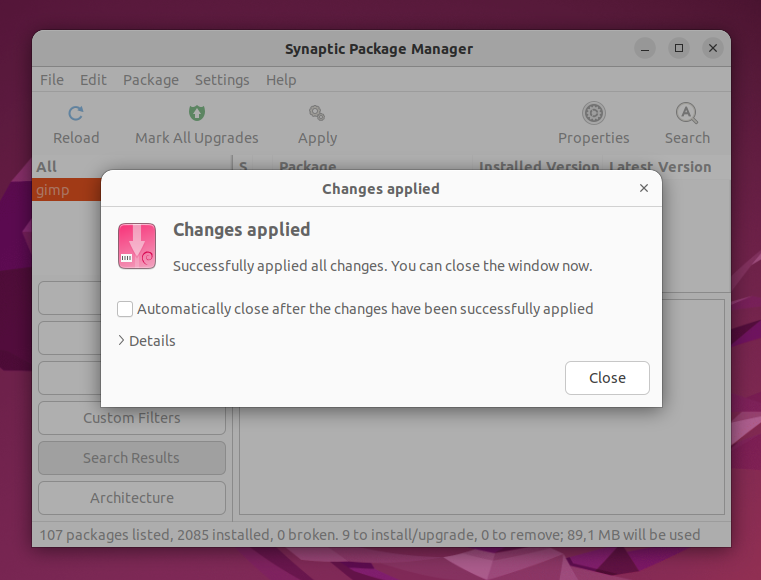 Synaptic Package Manager
File Edit Package Settings Help
Reload Mark All Upgrades Apply Properties Search
All S Package Installed Version Latest Version
gimp
Changes applied
Changes applied
Successfully applied all changes. You can close the window now.
Automatically close after the changes have been successfully applied
Details
Close
Custom Filters
Search Results
Architecture
107 packages listed, 2085 installed, 0 broken. 9 to install/upgrade, 0 to remove; 89,1 MB will be used